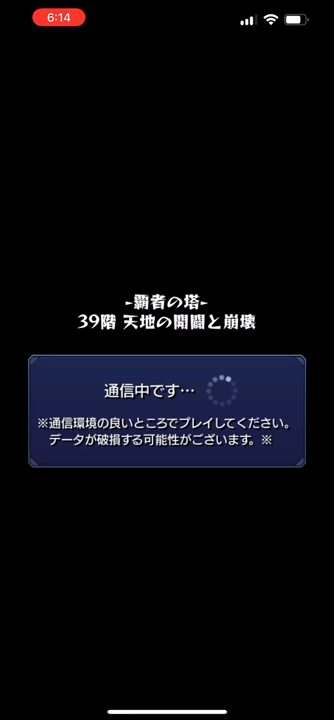 6:14
-覇者の塔-
39階 天地の開闢と崩壊
通信中です…
※通信環境の良いところでプレイしてください。
データが破損する可能性がございます。※